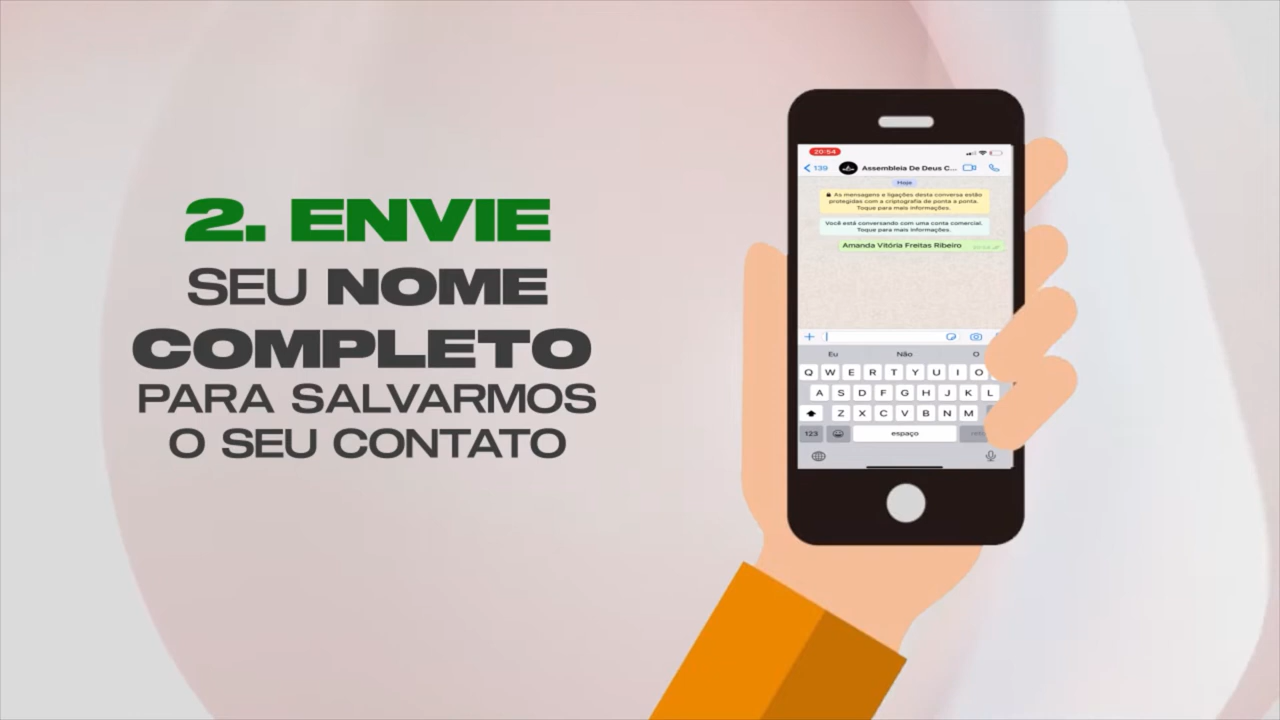 2. ENVIE
SEU NOME
COMPLETO
PARA SALVARMOS
O SEU CONTATO
20:54
139 Assembleia De Deus C...
Hoje
As mensagens e ligações desta conversa estão
protegidas com a criptografia de ponta a ponta.
Toque para mais informações.
Você está conversando com uma conta comercial.
Toque para mais informações.
Amanda Vitória Freitas Ribeiro 20:54
Eu Não O
Q W E R T Y U I O
A S D F G H J K L
Z X C V B N M
123 espaço